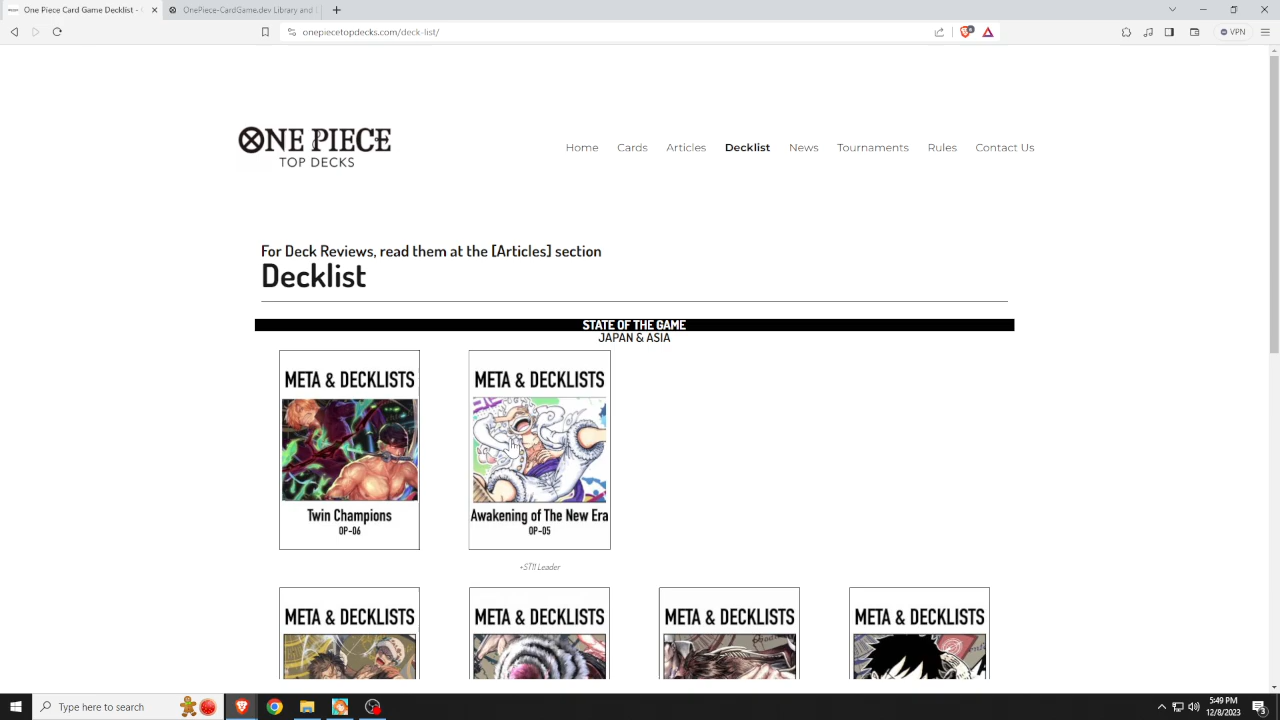 One Piece Card Game Decklist -
OnePiece-CardGame.dev Library and
onepiecetopdecks.com/deck-list/
VPN
ONE PIECE
TOP DECKS
Home
Cards
Articles
Decklist
News
Tournaments
Rules
Contact Us
For Deck Reviews, read them at the [Articles] section
Decklist
STATE OF THE GAME
JAPAN & ASIA
META & DECKLISTS
Twin Champions
OP-06
META & DECKLISTS
Awakening of The New Era
OP-05
+ST11 Leader
META & DECKLISTS
META & DECKLISTS
META & DECKLISTS
META & DECKLISTS
Type here to search
5:49 PM
12/8/2023